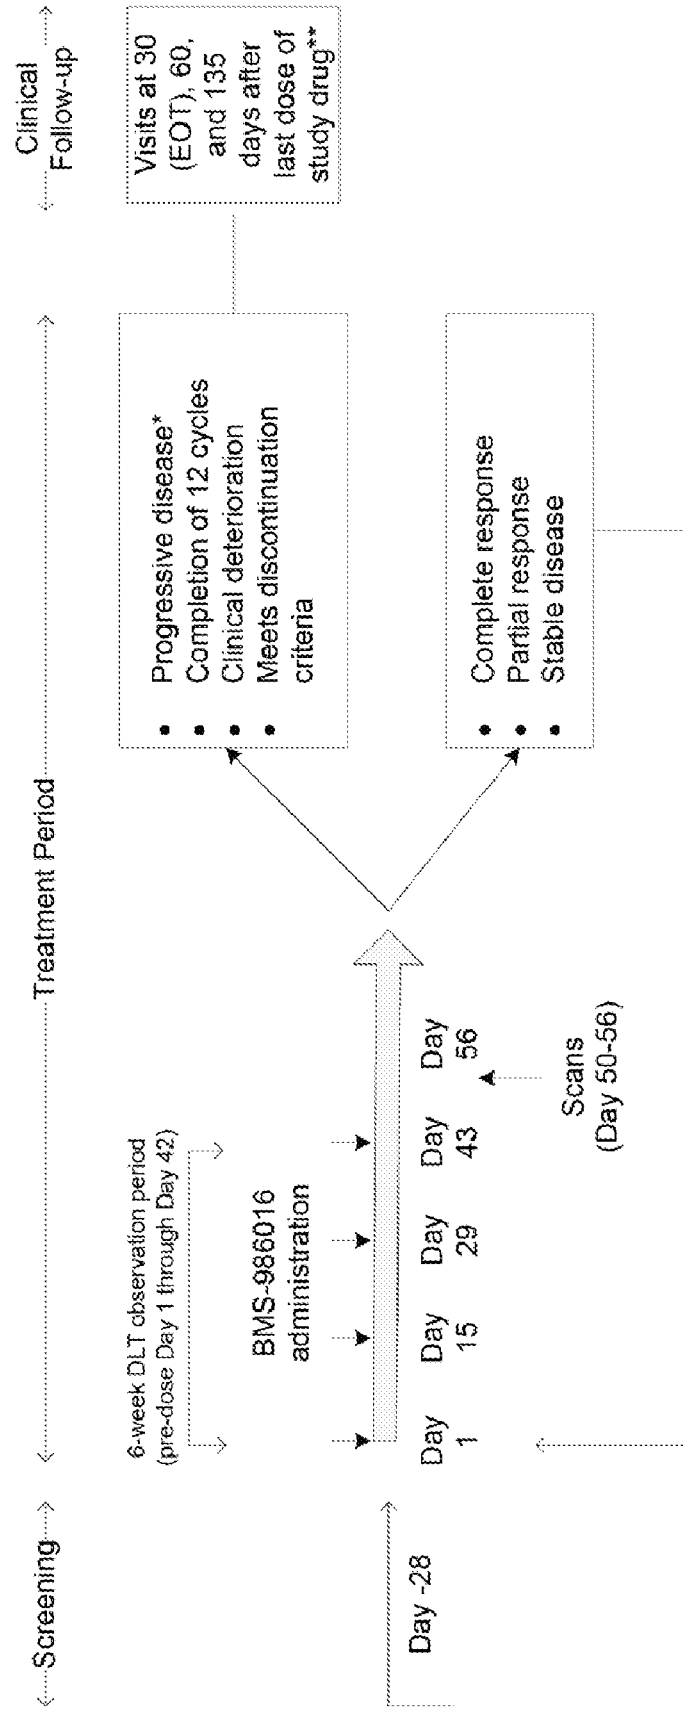 Screening
Treatment Period
Clinical
Follow-up
6-week DLT observation period
(pre-dose Day 1 through Day 42)
BMS-986016
administration
Day -28
Day
1
Day
15
Day
29
Day
43
Day
56
Scans
(Day 50-56)
• Progressive disease*
• Completion of 12 cycles
• Clinical deterioration
• Meets discontinuation
criteria
• Complete response
• Partial response
• Stable disease
Visits at 30
(EOT), 60,
and 135
days after
last dose of
study drug**